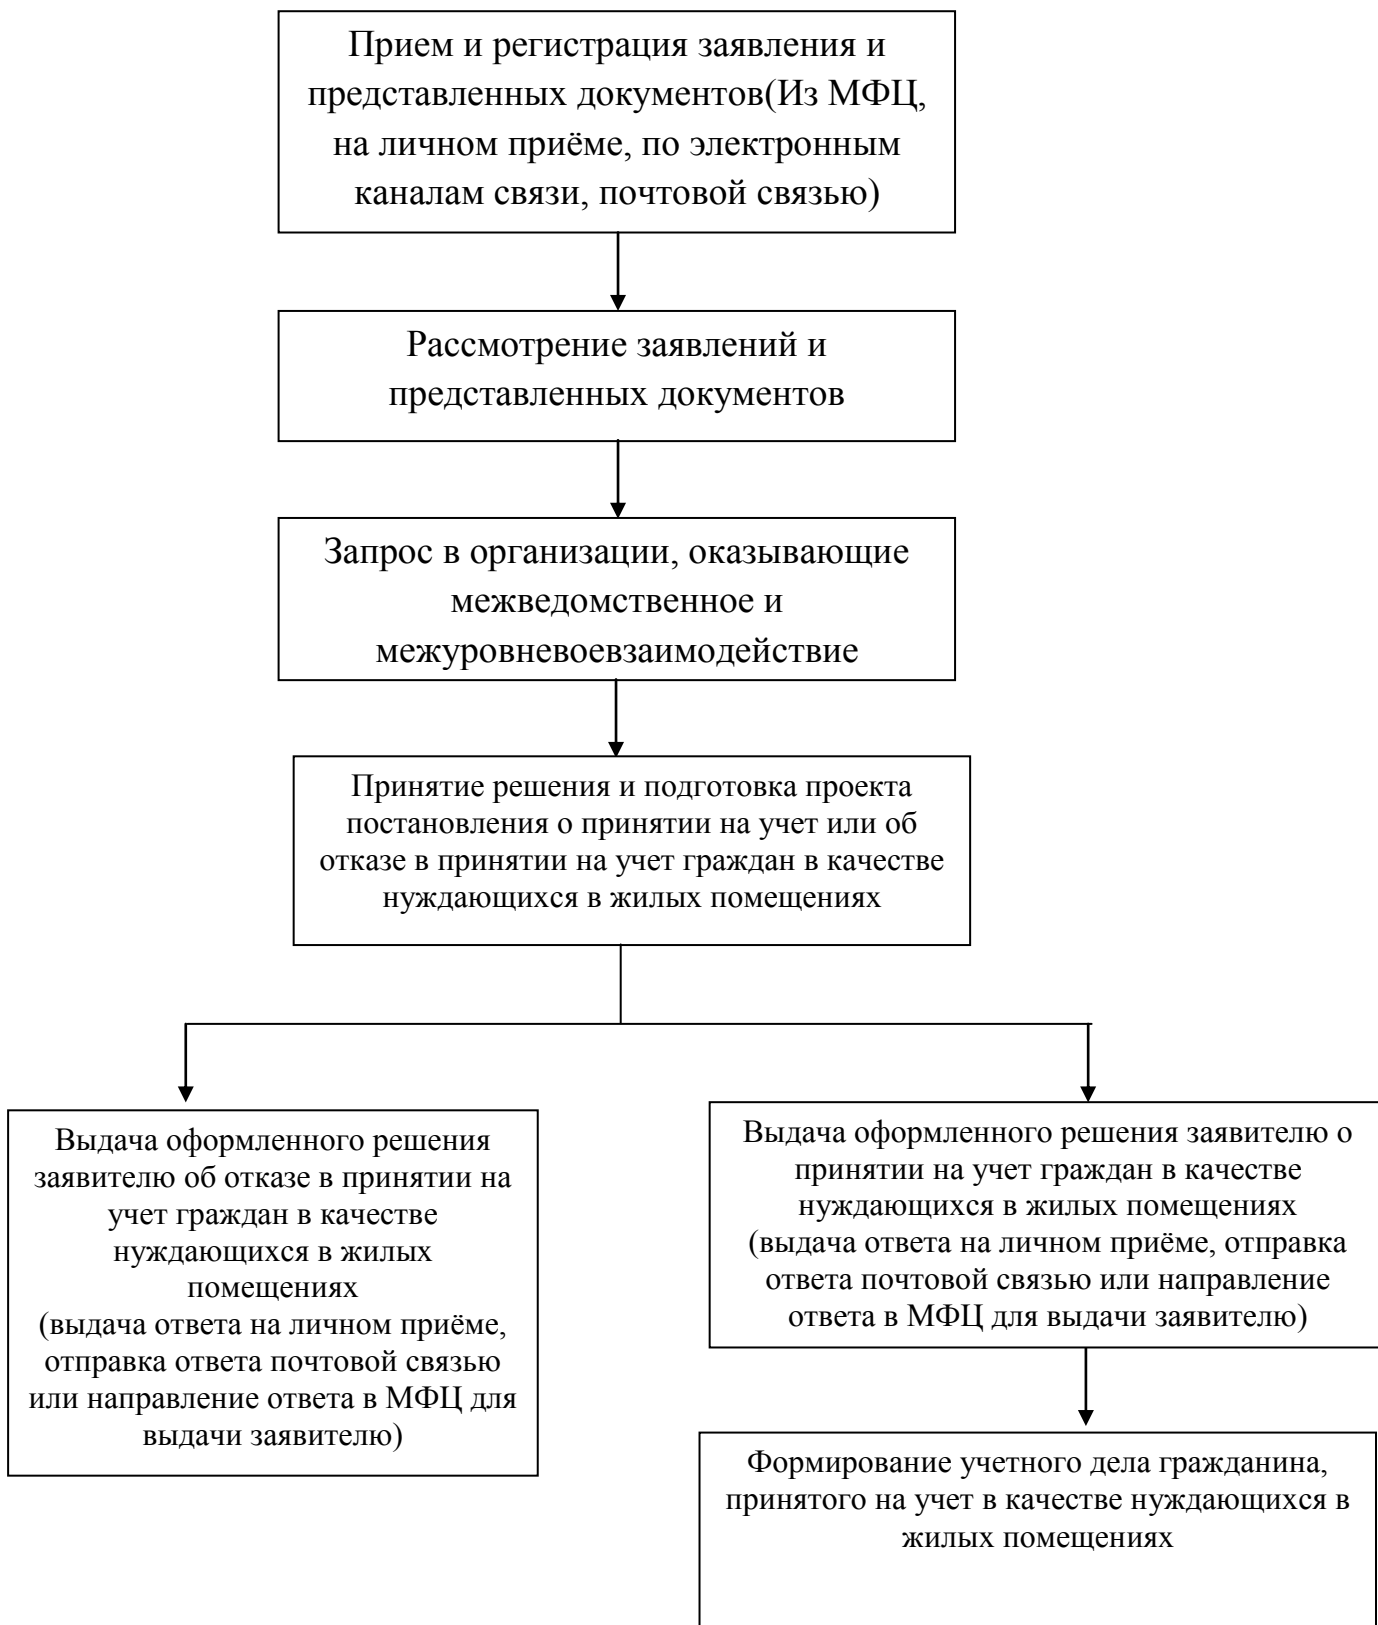 Прием и регистрация заявления и
представленных документов(Из МФЦ,
на личном приёме, по электронным
каналам связи, почтовой связью)
Рассмотрение заявлений и
представленных документов
Запрос в организации, оказывающие
межведомственное и
межуровневоевзаимодействие
Принятие решения и подготовка проекта
постановления о принятии на учет или об
отказе в принятии на учет граждан в качестве
нуждающихся в жилых помещениях
Выдача оформленного решения
заявителю об отказе в принятии на
учет граждан в качестве
нуждающихся в жилых
помещениях
(выдача ответа на личном приёме,
отправка ответа почтовой связью
или направление ответа в МФЦ для
выдачи заявителю)
Выдача оформленного решения заявителю о
принятии на учет граждан в качестве
нуждающихся в жилых помещениях
(выдача ответа на личном приёме, отправка
ответа почтовой связью или направление
ответа в МФЦ для выдачи заявителю)
Формирование учетного дела гражданина,
принятого на учет в качестве нуждающихся в
жилых помещениях